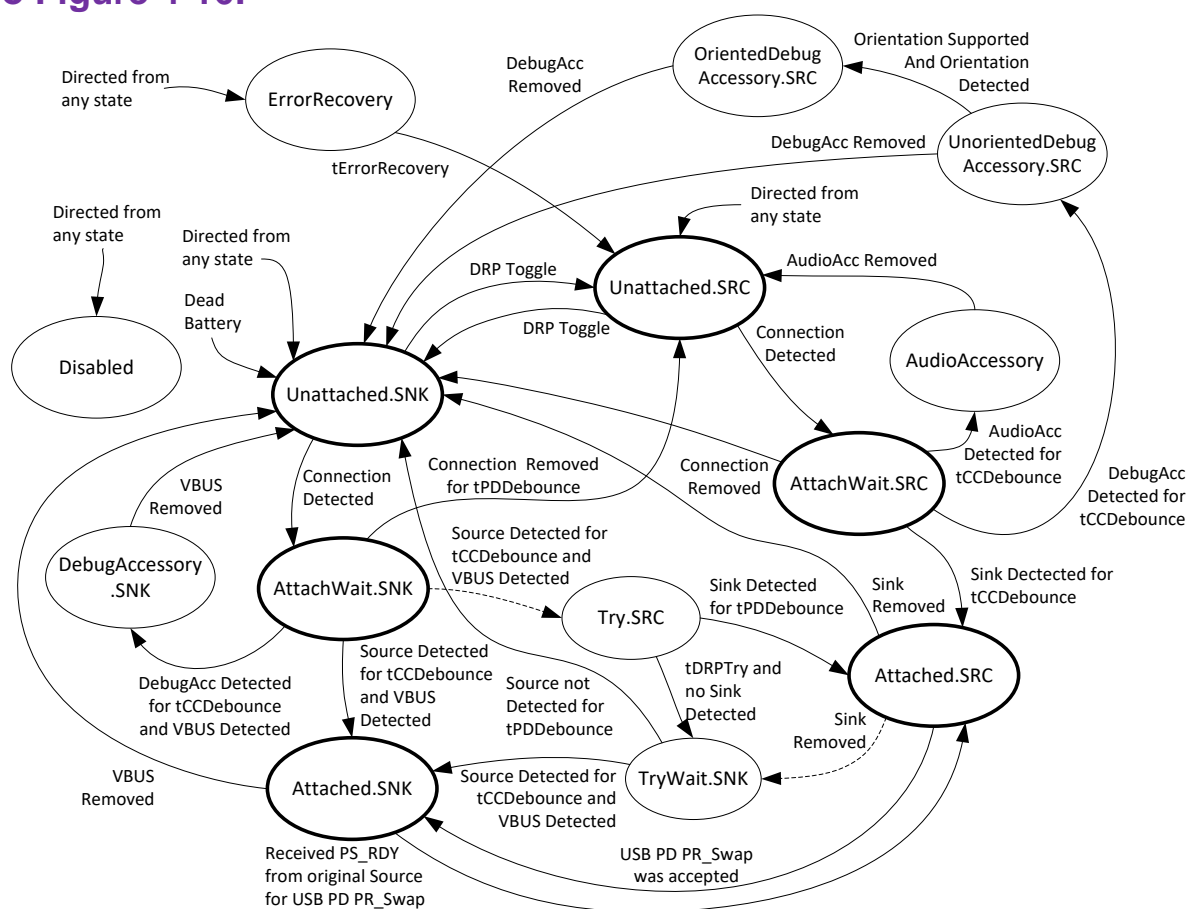 DebugAcc
Removed
OrientedDebug
Accessory.SRC
Orientation Supported
And Orientation
Detected
Directed from
any state
ErrorRecovery
tErrorRecovery
DebugAcc Removed
UnorientedDebug
Accessory.SRC
Directed from
any state
Directed from
any state
Directed from
any state
Dead
Battery
DRP Toggle
DRP Toggle
Unattached.SRC
AudioAcc Removed
Connection
Detected
AudioAccessory
Disabled
Unattached.SNK
AudioAcc
Detected for
tCCDebounce
DebugAcc
Detected for
tCCDebounce
VBUS
Removed
Connection
Detected
Connection Removed
for tPDDebounce
Connection
Removed
AttachWait.SRC
DebugAccessory
.SNK
AttachWait.SNK
Source Detected for
tCCDebounce and
VBUS Detected
Try.SRC
Sink Detected
for tPDDebounce
Sink
Removed
Sink Dectected for
tCCDebounce
DebugAcc Detected
for tCCDebounce
and VBUS Detected
Source Detected
for tCCDebounce
and VBUS
Detected
Source not
Detected for
tPDDebounce
tDRPTry and
no Sink
Detected
Attached.SRC
Sink
Removed
VBUS
Removed
Attached.SNK
Source Detected for
tCCDebounce and
VBUS Detected
TryWait.SNK
Received PS_RDY
from original Source
for USB PD PR_Swap
USB PD PR_Swap
was accepted